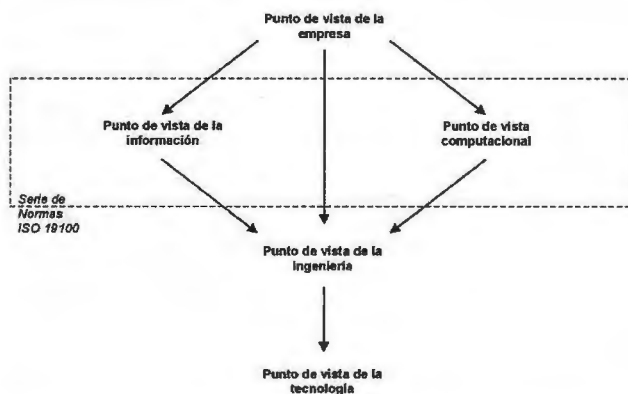 Punto de vista de la
empresa
Punto de vista de la
información
Punto de vista
computacional
Serie de
Normas
ISO 19100
Punto de vista de la
ingeniería
Punto de vista de la
tecnología